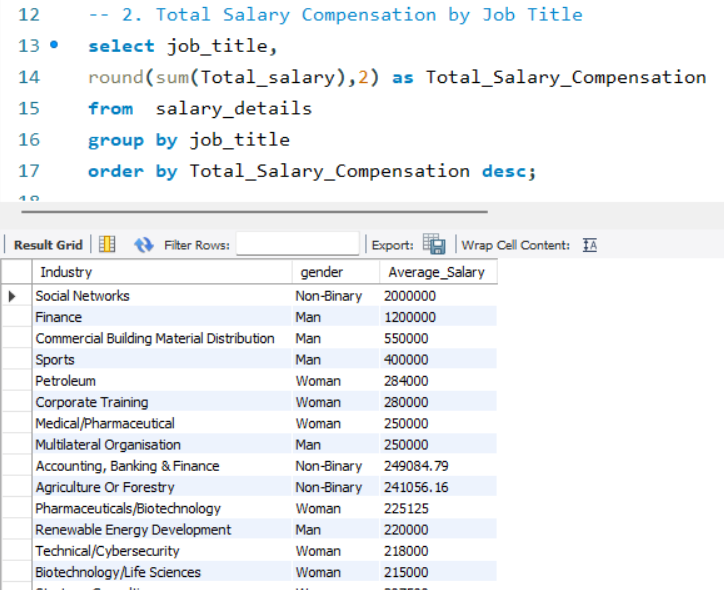 12 -- 2. Total Salary Compensation by Job Title
13 select job_title,
14 round(sum(Total_salary),2) as Total_Salary_Compensation
15 from salary_details
16 group by job_title
17 order by Total_Salary_Compensation desc;
Result Grid Filter Rows: Export: Wrap Cell Content: IA
Industry gender Average_Salary
Social Networks Non-Binary 2000000
Finance Man 1200000
Commercial Building Material Distribution Man 550000
Sports Man 400000
Petroleum Woman 284000
Corporate Training Woman 280000
Medical/Pharmaceutical Woman 250000
Multilateral Organisation Man 250000
Accounting, Banking & Finance Non-Binary 249084.79
Agriculture Or Forestry Non-Binary 241056.16
Pharmaceuticals/Biotechnology Woman 225125
Renewable Energy Development Man 220000
Technical/Cybersecurity Woman 218000
Biotechnology/Life Sciences Woman 215000